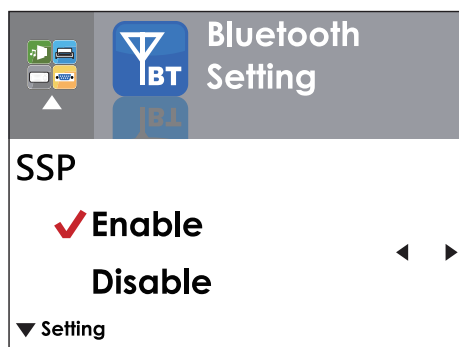 BT
Bluetooth
Setting
SSP
Enable
Disable
Setting